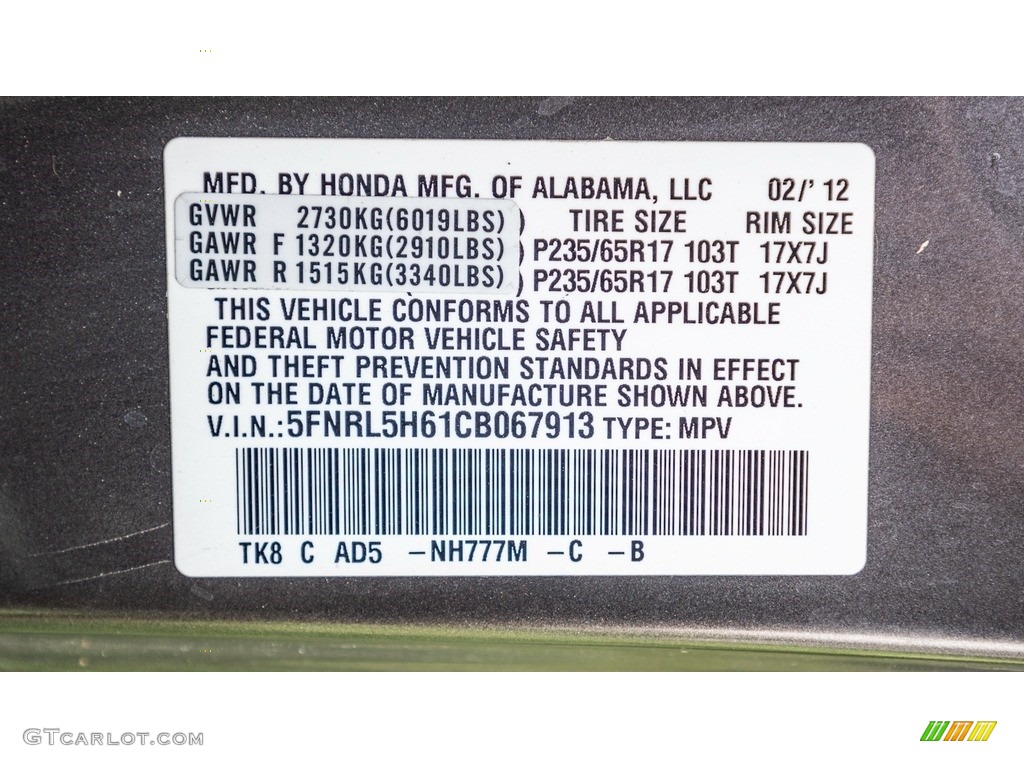 MFD. BY HONDA MFG. OF ALABAMA, LLC 02/' 12
GVWR 2730KG(6019LBS) ) TIRE SIZE RIM SIZE
GAWR F 1320KG(2910LBS) ) P235/65R17 103T 17X7J
GAWR R 1515KG(3340LBS) ) P235/65R17 103T 17X7J
THIS VEHICLE CONFORMS TO ALL APPLICABLE
FEDERAL MOTOR VEHICLE SAFETY
AND THEFT PREVENTION STANDARDS IN EFFECT
ON THE DATE OF MANUFACTURE SHOWN ABOVE.
V.I.N.:5FNRL5H61CB067913 TYPE: MPV
TK8 C AD5 –NH777M –C –B
GTCARLOT.COM